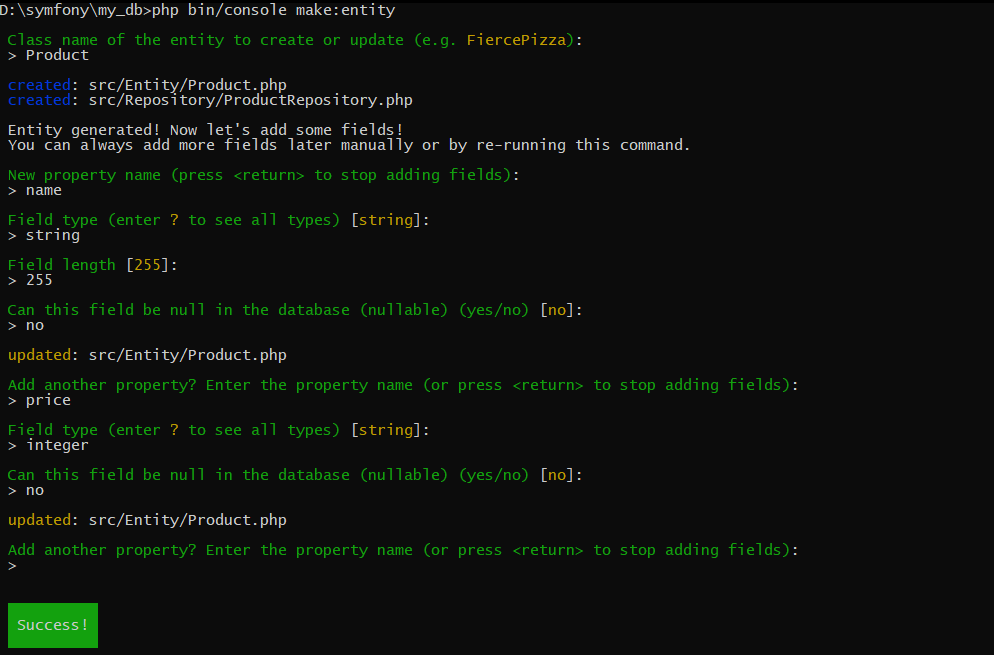 D:\symfony\my_db>php bin/console make:entity
Class name of the entity to create or update (e.g. FiercePizza):
> Product
created: src/Entity/Product.php
created: src/Repository/ProductRepository.php
Entity generated! Now let's add some fields!
You can always add more fields later manually or by re-running this command.
New property name (press <return> to stop adding fields):
> name
Field type (enter ? to see all types) [string]:
> string
Field length [255]:
> 255
Can this field be null in the database (nullable) (yes/no) [no]:
> no
updated: src/Entity/Product.php
Add another property? Enter the property name (or press <return> to stop adding fields):
> price
Field type (enter ? to see all types) [string]:
> integer
Can this field be null in the database (nullable) (yes/no) [no]:
> no
updated: src/Entity/Product.php
Add another property? Enter the property name (or press <return> to stop adding fields):
>
Success!